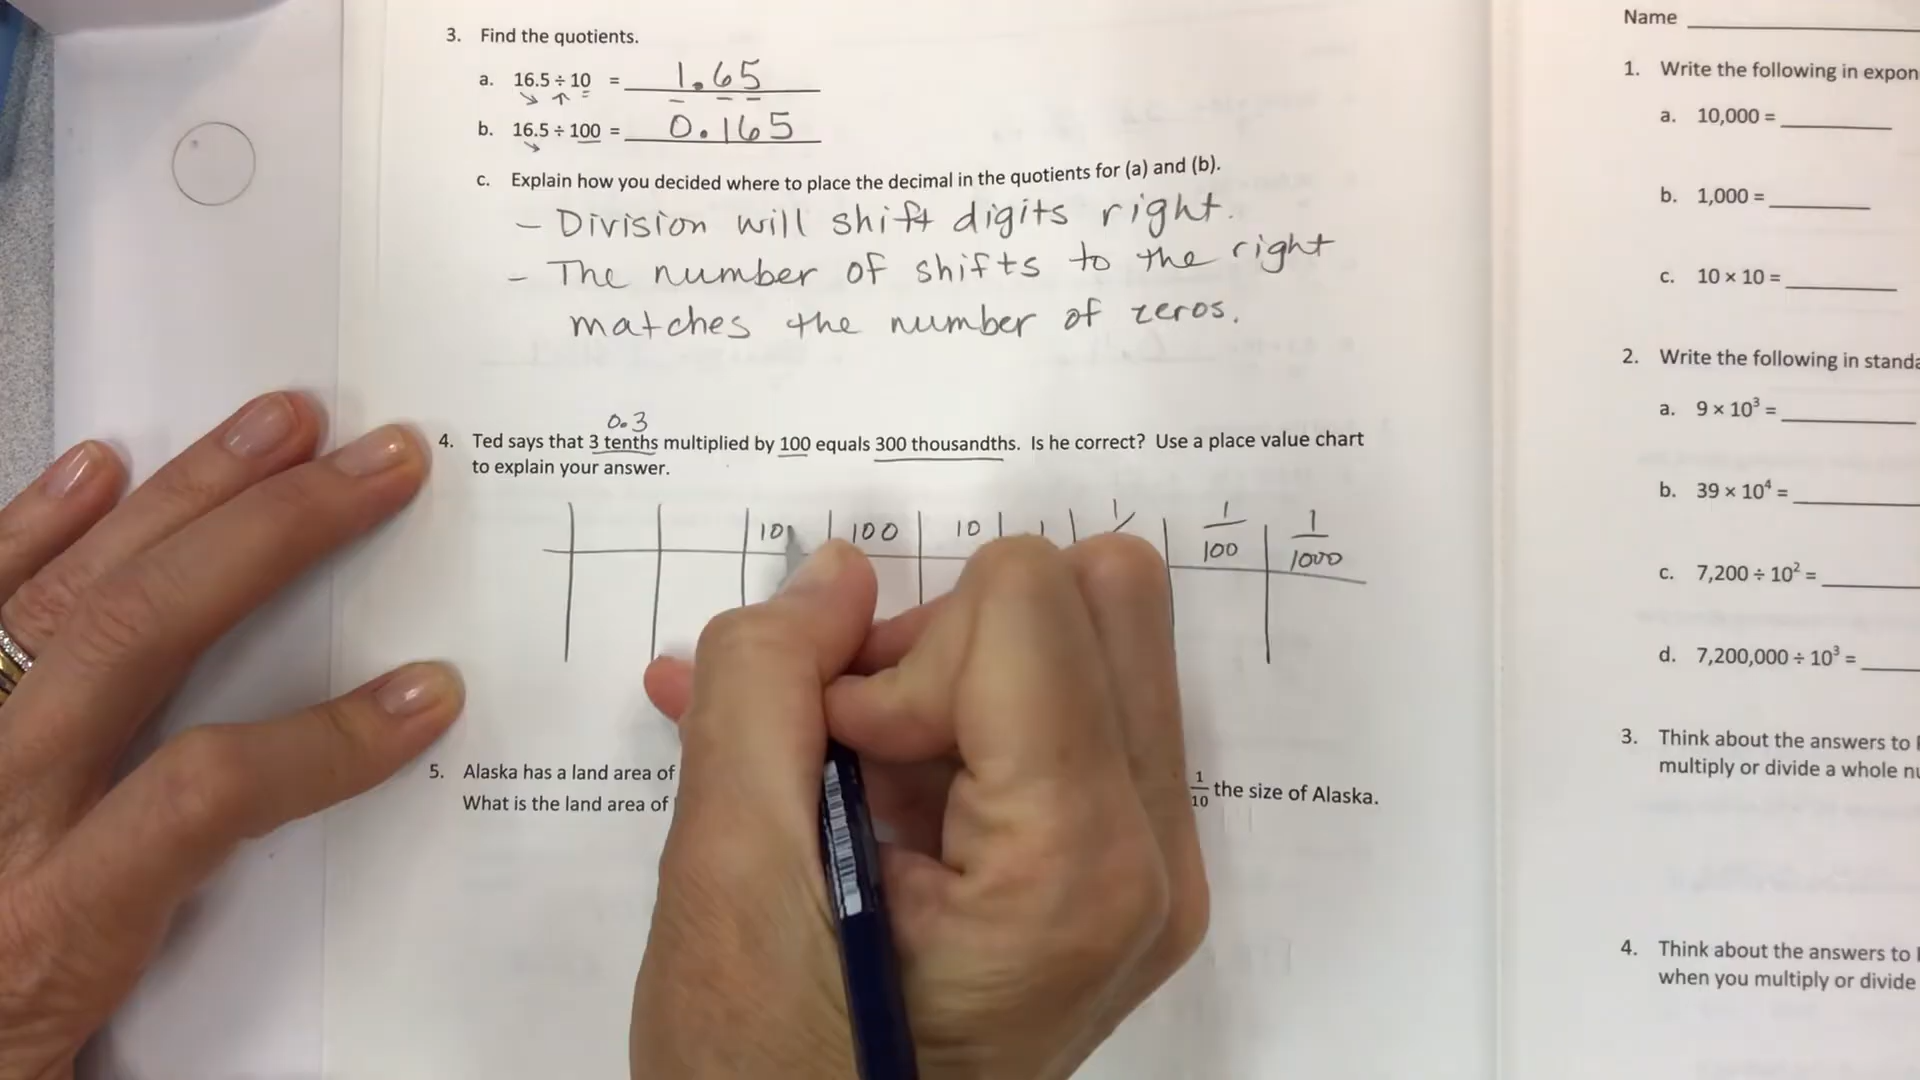 3. Find the quotients.
a. 16.5 ÷ 10 = 1.65
b. 16.5 ÷ 100 = 0.165
c. Explain how you decided where to place the decimal in the quotients for (a) and (b).
- Division will shift digits right.
- The number of shifts to the right
matches the number of zeros.
0.3
4. Ted says that 3 tenths multiplied by 100 equals 300 thousandths. Is he correct? Use a place value chart
to explain your answer.
100 10 1/100 1/1000
5. Alaska has a land area of
1/10 the size of Alaska.
What is the land area of
Name
1. Write the following in
a. 10,000 =
b. 1,000 =
c. 10 × 10 =
2. Write the following in
a. 9 × 10³ =
b. 39 × 10⁴ =
c. 7,200 ÷ 10² =
d. 7,200,000 ÷ 10³ =
3. Think about the answers to
multiply or divide a whole
4. Think about the answers to
when you multiply or divide